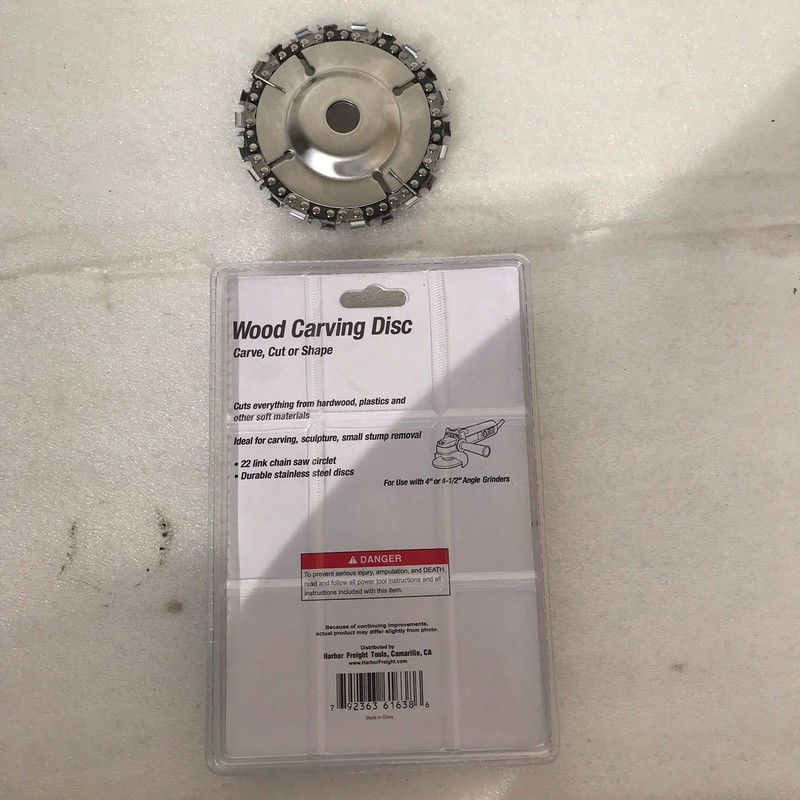 Wood Carving Disc
Carve, Cut or Shape
Cuts everything from hardwood, plastics and
other soft materials
Ideal for carving, sculpture, small stump removal
• 22 link chain saw circlet
• Durable stainless steel discs
For Use with 4" or 4-1/2" Angle Grinders
DANGER
To prevent serious injury, amputation, and DEATH,
read and follow all power tool instructions and all
instructions included with this item.
Because of continuing improvements,
actual product may differ slightly from photo.
Distributed by
Harbor Freight Tools, Camarillo, CA
www.HarborFreight.com
7 92363 61638 6
Made in China